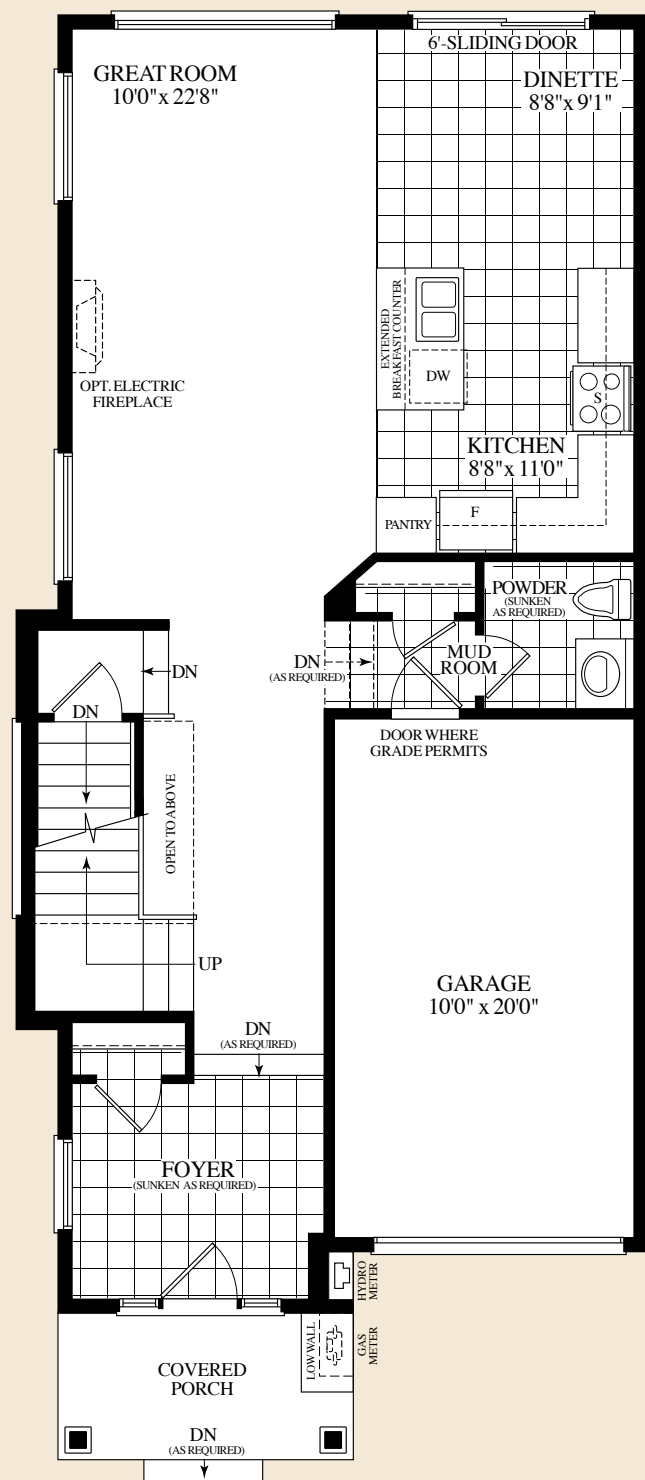 6'-SLIDING DOOR
GREAT ROOM
10'0" x 22'8"
DINETTE
8'8" x 9'1"
EXTENDED
BREAKFAST COUNTER
DW
OPT. ELECTRIC
FIREPLACE
S
KITCHEN
8'8" x 11'0"
PANTRY
F
POWDER
(SUNKEN
AS REQUIRED)
MUD
ROOM
DN
(AS REQUIRED)
DN
DN
DOOR WHERE
GRADE PERMITS
OPEN TO ABOVE
UP
GARAGE
10'0" x 20'0"
DN
(AS REQUIRED)
FOYER
(SUNKEN AS REQUIRED)
HYDRO
METER
GAS
METER
LOW WALL
COVERED
PORCH
DN
(AS REQUIRED)